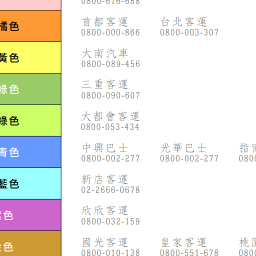 0800-616-688
橘色 首都客運 台北客運
0800-000-866 0800-003-307
黃色 大南汽車
0800-089-456
綠色 三重客運
0800-090-607
綠色 大都會客運
0800-053-434
青色 中興巴士 光華巴士 指
0800-002-277 0800-002-277 0800
藍色 新店客運
02-2666-0678
色 欣欣客運
0800-032-159
色 國光客運 皇家客運 桃
0800-010-138 0800-551-678 0800